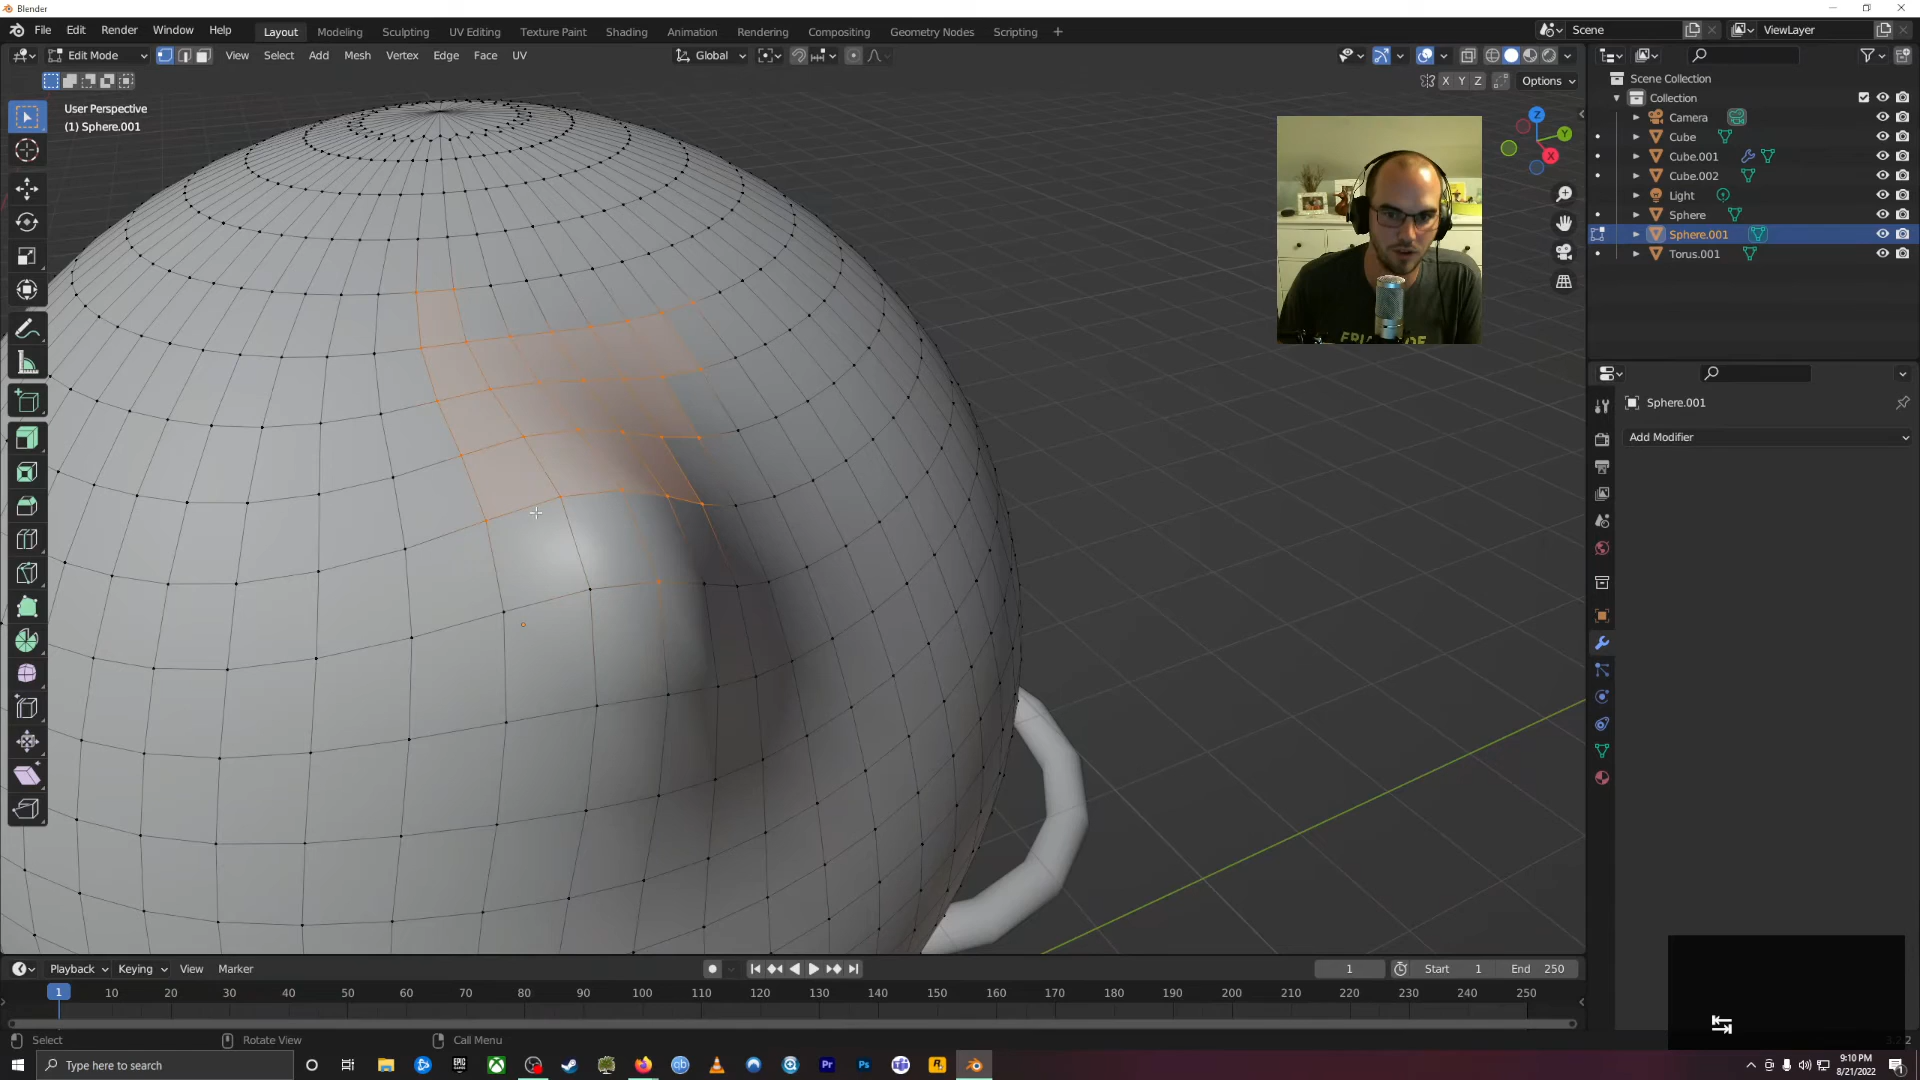 Blender
File Edit Render Window Help Layout Modeling Sculpting UV Editing Texture Paint Shading Animation Rendering Compositing Geometry Nodes Scripting + Scene ViewLayer
Edit Mode View Select Add Mesh Vertex Edge Face UV Global
X Y Z Options
User Perspective
(1) Sphere.001
Z
Y
X
Scene Collection
Collection
Camera
Cube
Cube.001
Cube.002
Light
Sphere
Sphere.001
Torus.001
Sphere.001
Add Modifier
Playback Keying View Marker 1 Start 1 End 250
1 10 20 30 40 50 60 70 80 90 100 110 120 130 140 150 160 170 180 190 200 210 220 230 240 250
Select Rotate View Call Menu
Type here to search
Pr Ps
9:10 PM
8/21/2022